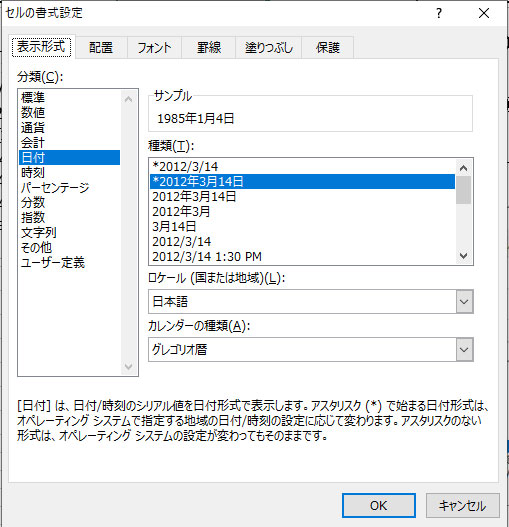 セルの書式設定
? ×
表示形式 配置 フォント 罫線 塗りつぶし 保護
分類(C):
標準
数値
通貨
会計
日付
時刻
パーセンテージ
分数
指数
文字列
その他
ユーザー定義
サンプル
1985年1月4日
種類(T):
*2012/3/14
*2012年3月14日
2012年3月14日
2012年3月
3月14日
2012/3/14
2012/3/14 1:30 PM
ロケール (国または地域)(L):
日本語
カレンダーの種類(A):
グレゴリオ暦
[日付] は、日付/時刻のシリアル値を日付形式で表示します。アスタリスク (*) で始まる日付形式は、
オペレーティング システムで指定する地域の日付/時刻の設定に応じて変わります。アスタリスクのない
形式は、オペレーティング システムの設定が変わってもそのままです。
OK キャンセル